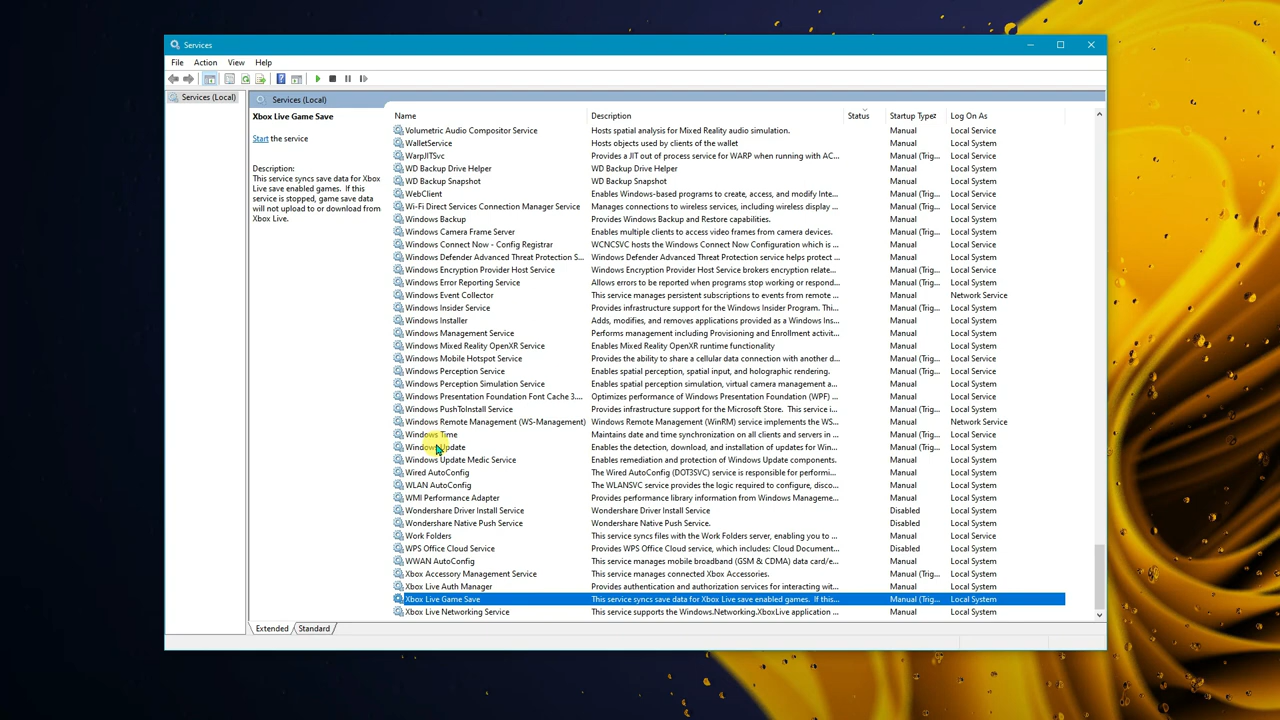 Services
File Action View Help
Services (Local)
Services (Local)
Xbox Live Game Save
Start the service
Description:
This service syncs save data for Xbox
Live save enabled games. If this
service is stopped, game save data
will not upload to or download from
Xbox Live.
Name Description Status Startup Type Log On As
Volumetric Audio Compositor Service Hosts spatial analysis for Mixed Reality audio simulation. Manual Local Service
WalletService Hosts objects used by clients of the wallet Manual Local System
WarpJITSvc Provides a JIT out of process service for WARP when running with AC... Manual (Trig... Local Service
WD Backup Drive Helper WD Backup Drive Helper Manual (Trig... Local System
WD Backup Snapshot WD Backup Snapshot Manual Local System
WebClient Enables Windows-based programs to create, access, and modify Inte... Manual (Trig... Local Service
Wi-Fi Direct Services Connection Manager Service Manages connections to wireless services, including wireless display ... Manual (Trig... Local Service
Windows Backup Provides Windows Backup and Restore capabilities. Manual Local System
Windows Camera Frame Server Enables multiple clients to access video frames from camera devices. Manual (Trig... Local Service
Windows Connect Now - Config Registrar WCNCSVC hosts the Windows Connect Now Configuration which is ... Manual Local Service
Windows Defender Advanced Threat Protection S... Windows Defender Advanced Threat Protection service helps protect ... Manual Local System
Windows Encryption Provider Host Service Windows Encryption Provider Host Service brokers encryption relate... Manual (Trig... Local Service
Windows Error Reporting Service Allows errors to be reported when programs stop working or respond... Manual (Trig... Local System
Windows Event Collector This service manages persistent subscriptions to events from remote ... Manual Network Service
Windows Insider Service Provides infrastructure support for the Windows Insider Program. Thi... Manual (Trig... Local System
Windows Installer Adds, modifies, and removes applications provided as a Windows Ins... Manual Local System
Windows Management Service Performs management including Provisioning and Enrollment activit... Manual Local System
Windows Mixed Reality OpenXR Service Enables Mixed Reality OpenXR runtime functionality Manual Local System
Windows Mobile Hotspot Service Provides the ability to share a cellular data connection with another d... Manual (Trig... Local Service
Windows Perception Service Enables spatial perception, spatial input, and holographic rendering. Manual (Trig... Local Service
Windows Perception Simulation Service Enables spatial perception simulation, virtual camera management a... Manual Local System
Windows Presentation Foundation Font Cache 3.... Optimizes performance of Windows Presentation Foundation (WPF) ... Manual Local Service
Windows PushToInstall Service Provides infrastructure support for the Microsoft Store. This service i... Manual (Trig... Local System
Windows Remote Management (WS-Management) Windows Remote Management (WinRM) service implements the WS... Manual Network Service
Windows Time Maintains date and time synchronization on all clients and servers in ... Manual (Trig... Local Service
Windows Update Enables the detection, download, and installation of updates for Win... Manual (Trig... Local System
Windows Update Medic Service Enables remediation and protection of Windows Update components. Manual Local System
Wired AutoConfig The Wired AutoConfig (DOT3SVC) service is responsible for performi... Manual Local System
WLAN AutoConfig The WLANSVC service provides the logic required to configure, disco... Manual Local System
WMI Performance Adapter Provides performance library information from Windows Manageme... Manual Local System
Wondershare Driver Install Service Wondershare Driver Install Service Disabled Local System
Wondershare Native Push Service Wondershare Native Push Service. Disabled Local System
Work Folders This service syncs files with the Work Folders server, enabling you to ... Manual Local Service
WPS Office Cloud Service Provides WPS Office Cloud service, which includes: Cloud Document... Disabled Local System
WWAN AutoConfig This service manages mobile broadband (GSM & CDMA) data card/e... Manual Local System
Xbox Accessory Management Service This service manages connected Xbox Accessories. Manual (Trig... Local System
Xbox Live Auth Manager Provides authentication and authorization services for interacting wit... Manual Local System
Xbox Live Game Save This service syncs save data for Xbox Live save enabled games. If this... Manual (Trig... Local System
Xbox Live Networking Service This service supports the Windows.Networking.XboxLive application ... Manual Local System
Extended Standard